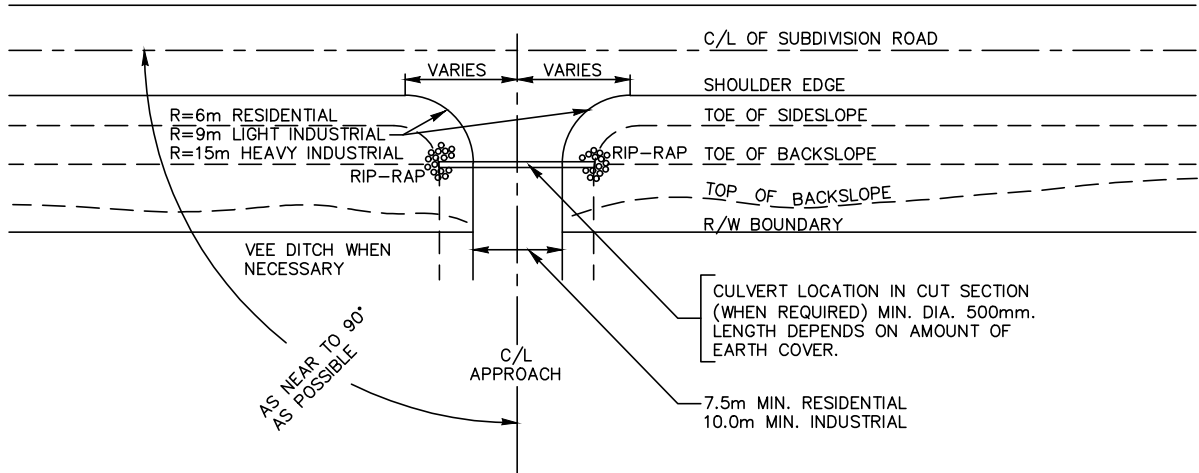 C/L OF SUBDIVISION ROAD
VARIES
VARIES
SHOULDER EDGE
R=6m RESIDENTIAL
R=9m LIGHT INDUSTRIAL
R=15m HEAVY INDUSTRIAL
TOE OF SIDESLOPE
RIP-RAP
RIP-RAP
TOE OF BACKSLOPE
TOP OF BACKSLOPE
R/W BOUNDARY
VEE DITCH WHEN
NECESSARY
CULVERT LOCATION IN CUT SECTION
(WHEN REQUIRED) MIN. DIA. 500mm.
LENGTH DEPENDS ON AMOUNT OF
EARTH COVER.
AS NEAR TO 90°
AS POSSIBLE
C/L
APPROACH
7.5m MIN. RESIDENTIAL
10.0m MIN. INDUSTRIAL